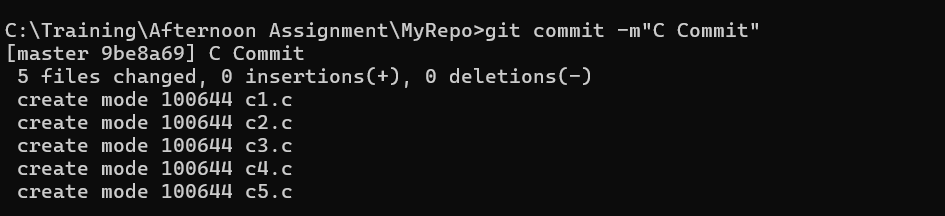 C:\Training\Afternoon Assignment\MyRepo>git commit -m"C Commit"
[master 9be8a69] C Commit
 5 files changed, 0 insertions(+), 0 deletions(-)
 create mode 100644 c1.c
 create mode 100644 c2.c
 create mode 100644 c3.c
 create mode 100644 c4.c
 create mode 100644 c5.c